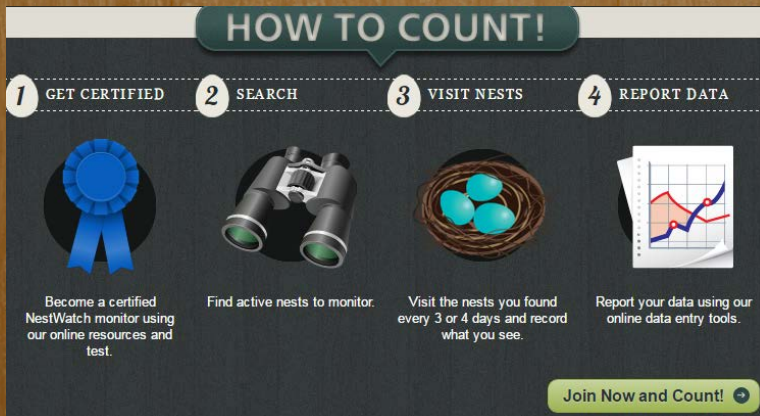 HOW TO COUNT!
1 GET CERTIFIED
2 SEARCH
3 VISIT NESTS
4 REPORT DATA
Become a certified
NestWatch monitor using
our online resources and
test.
Find active nests to monitor.
Visit the nests you found
every 3 or 4 days and record
what you see.
Report your data using our
online data entry tools.
Join Now and Count!